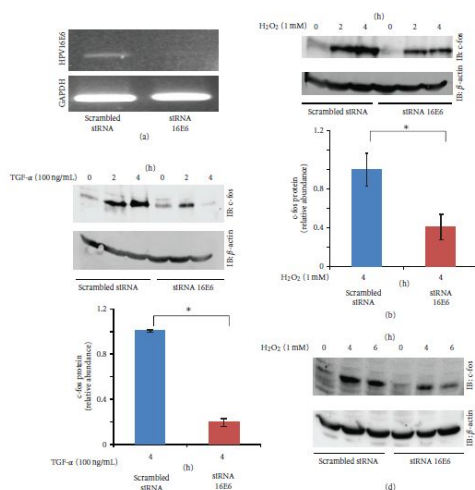 HPV16E6
GAPDH
Scrambled
siRNA
siRNA
16E6
(a)
(h)
H₂O₂ (1 mM) 0 2 4 0 2 4
IB: c-fos
IB: β-actin
Scrambled siRNA siRNA 16E6
*
c-fos protein
(relative abundance)
1.2
0.8
0.4
0
H₂O₂ (1 mM) 4 4
(h)
Scrambled
siRNA
siRNA
16E6
(b)
(h)
TGF-α (100 ng/mL) 0 2 4 0 2 4
IB: c-fos
IB: β-actin
Scrambled siRNA siRNA 16E6
*
c-fos protein
(relative abundance)
1.2
1
0.8
0.6
0.4
0.2
0
4 4
TGF-α (100 ng/mL) (h)
Scrambled
siRNA
siRNA
16E6
(h)
H₂O₂ (1 mM) 0 4 6 0 4 6
IB: c-fos
IB: β-actin
Scrambled siRNA siRNA 16E6
(d)